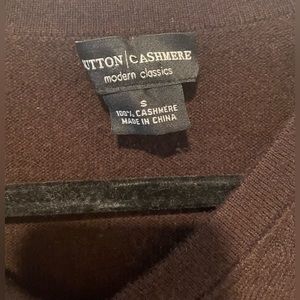 UTTON | CASHMERE
modern classics
S
100% CASHMERE
MADE IN CHINA